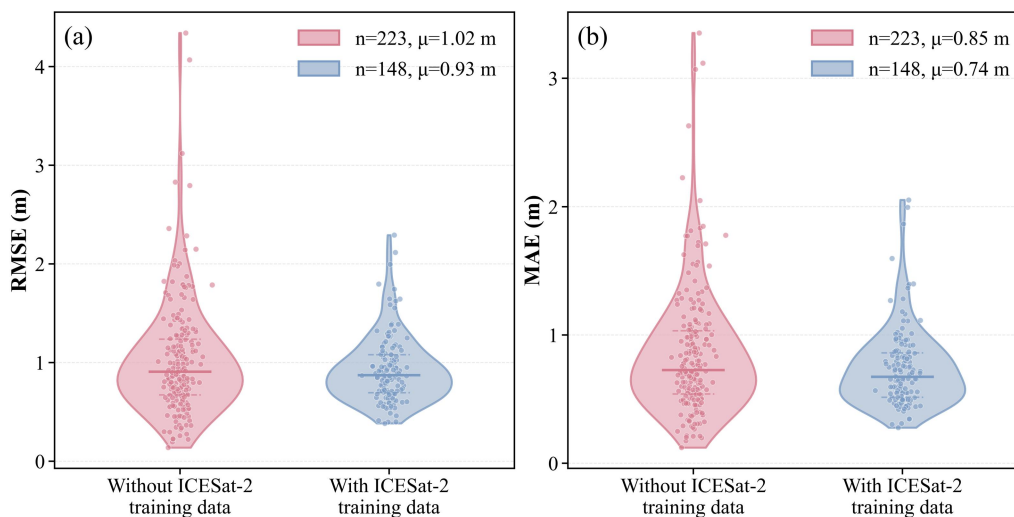 (a)
n=223, μ=1.02 m
n=148, μ=0.93 m
RMSE (m)
4
3
2
1
0
Without ICESat-2
training data
With ICESat-2
training data
(b)
n=223, μ=0.85 m
n=148, μ=0.74 m
MAE (m)
3
2
1
0
Without ICESat-2
training data
With ICESat-2
training data